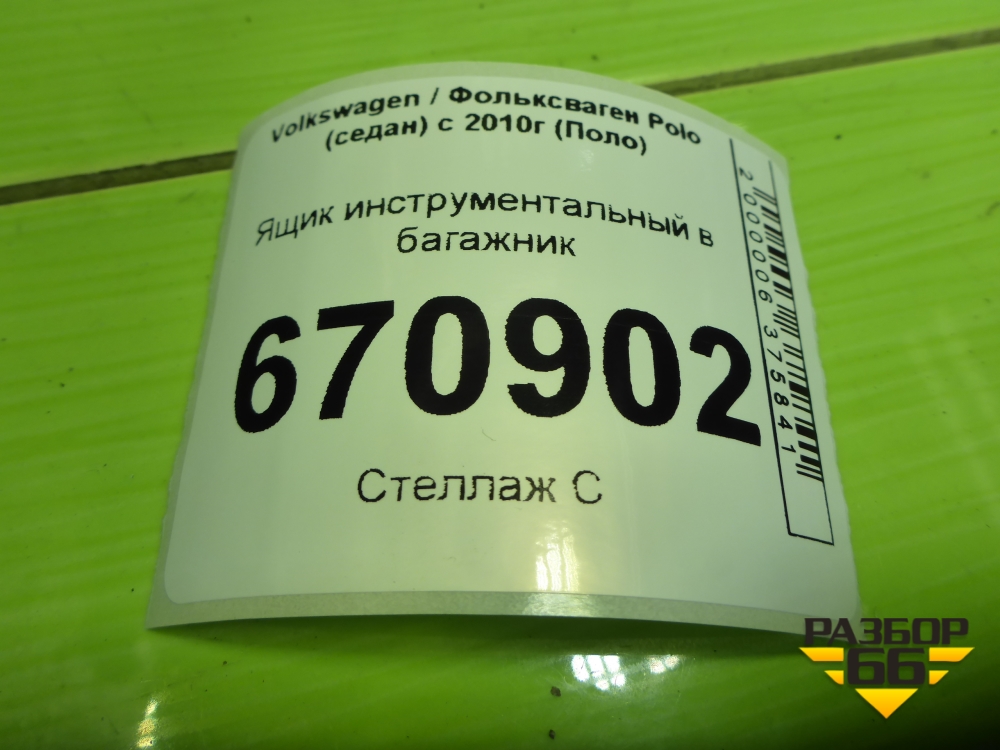 Volkswagen / Фольксваген Polo
(седан) с 2010г (Поло)
Ящик инструментальный в
багажник
670902
Стеллаж С
2000006375841
РАЗБОР
66